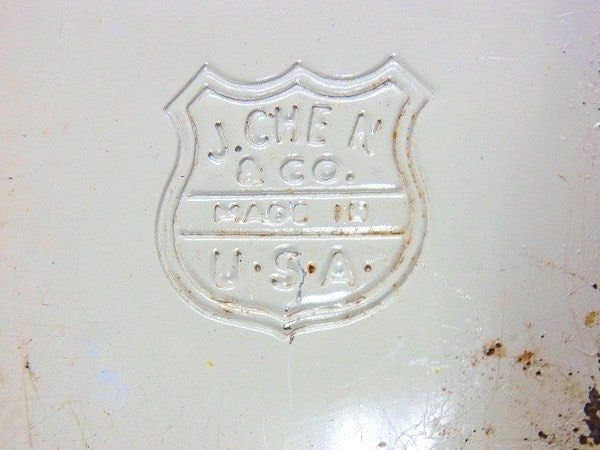 J. CHEIN
& CO.
MADE IN
U·S·A·